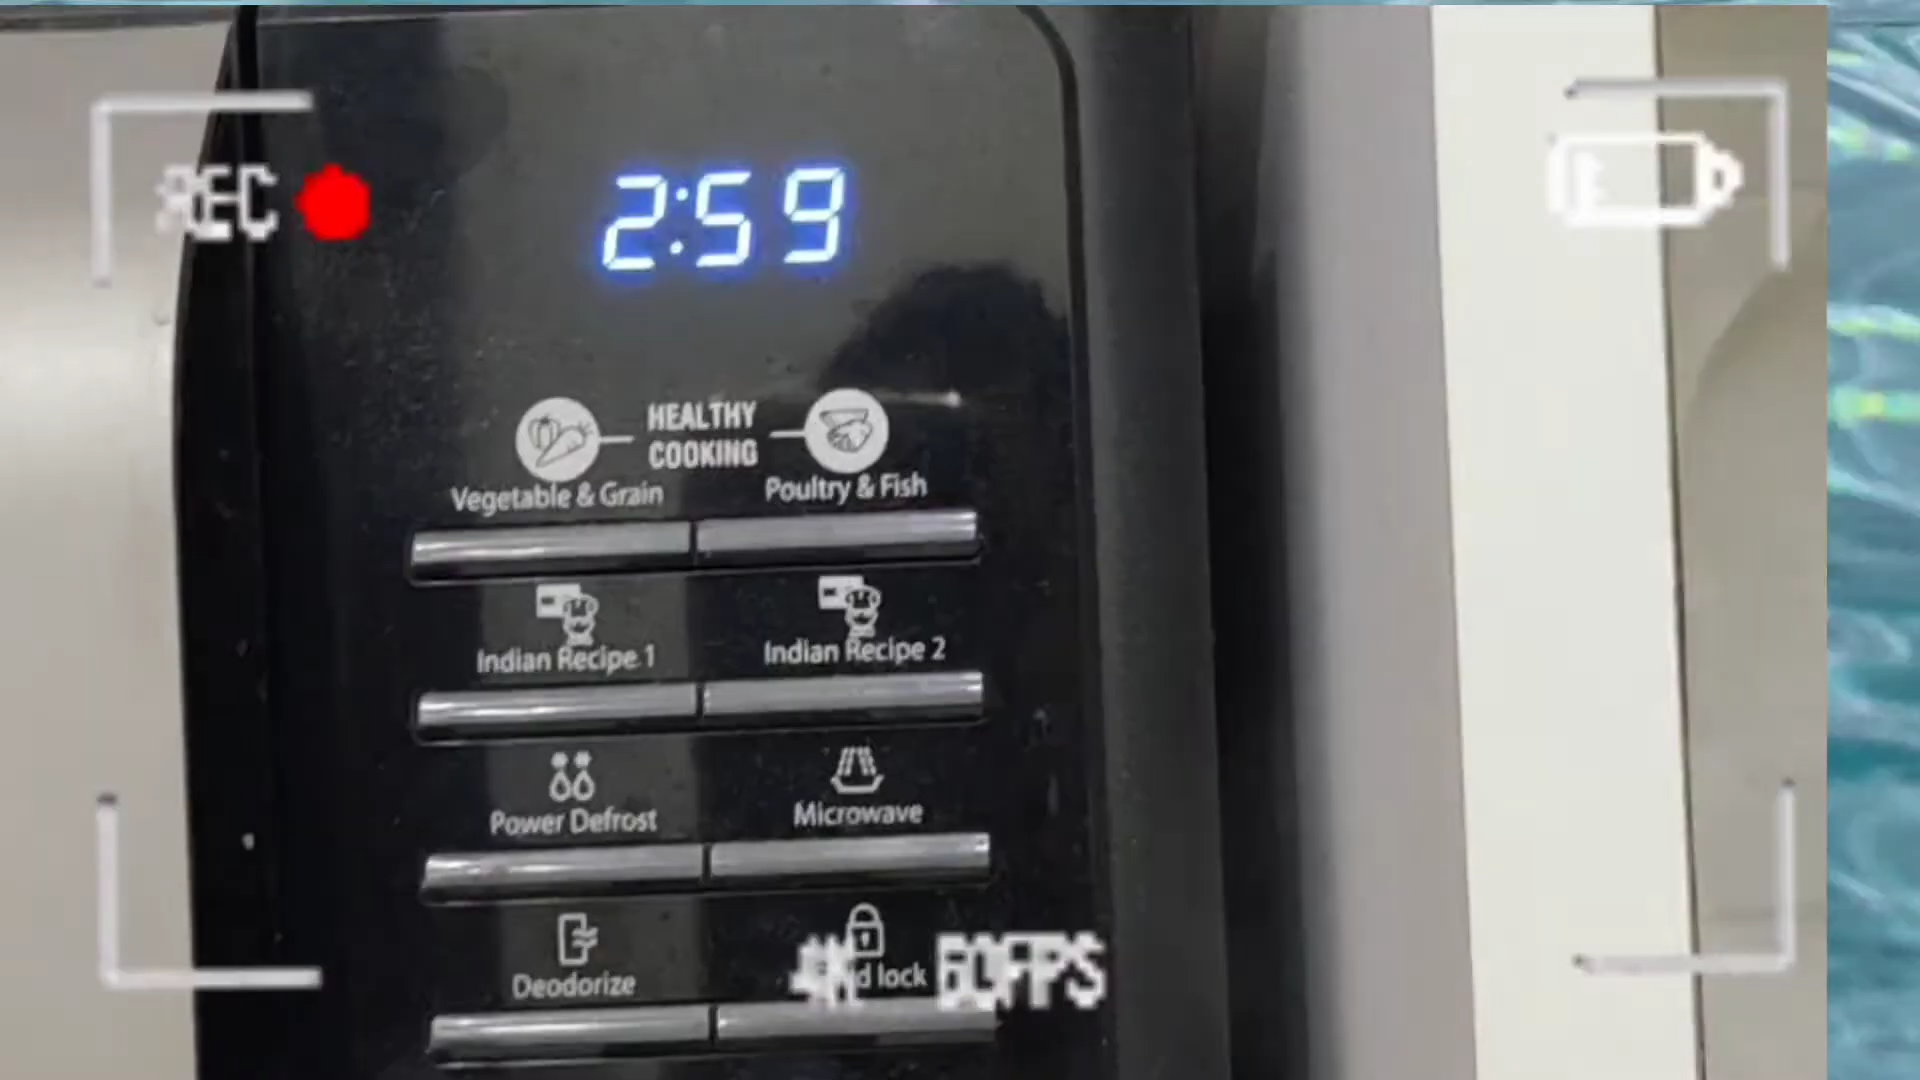 REC
2:59
HEALTHY
COOKING
Vegetable & Grain
Poultry & Fish
Indian Recipe 1
Indian Recipe 2
Power Defrost
Microwave
Deodorize
lock
60FPS